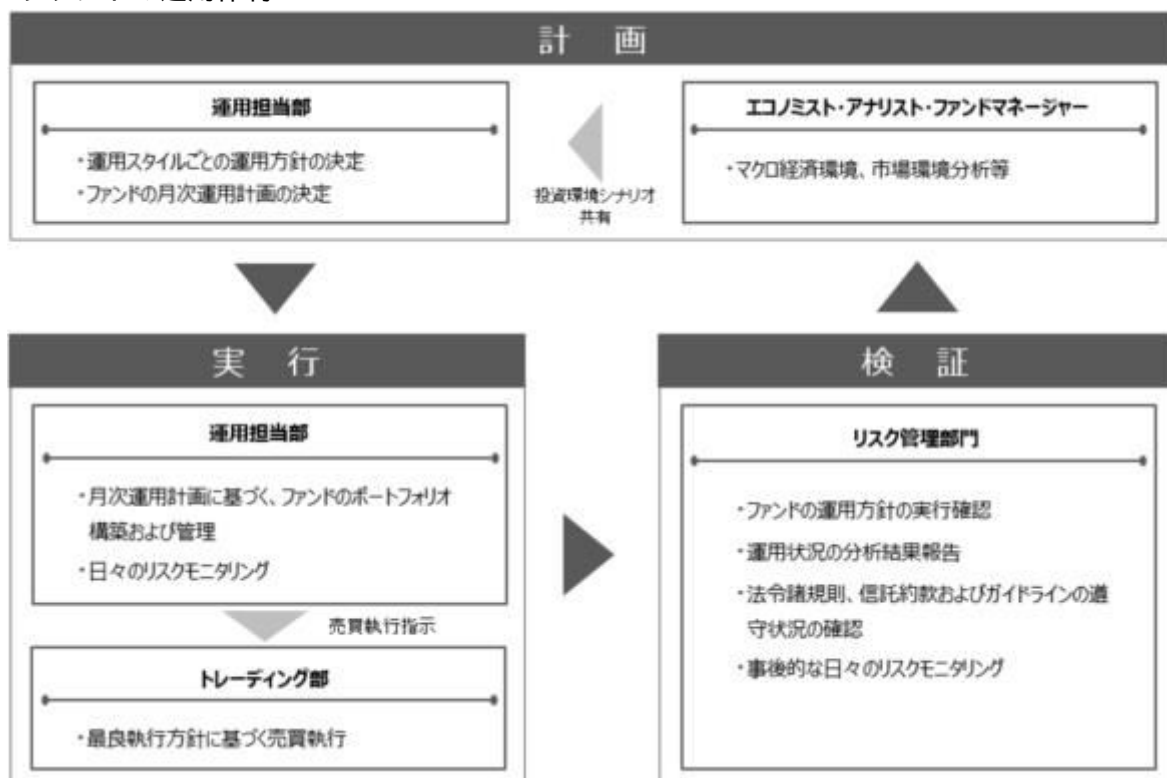 計 画
運用担当部
・運用スタイルごとの運用方針の決定
・ファンドの月次運用計画の決定
投資環境シナリオ
共有
エコノミスト・アナリスト・ファンドマネージャー
・マクロ経済環境、市場環境分析等
実 行
運用担当部
・月次運用計画に基づく、ファンドのポートフォリオ
構築および管理
・日々のリスクモニタリング
売買執行指示
トレーディング部
・最良執行方針に基づく売買執行
検 証
リスク管理部門
・ファンドの運用方針の実行確認
・運用状況の分析結果報告
・法令諸規則、信託約款およびガイドラインの遵
守状況の確認
・事後的な日々のリスクモニタリング